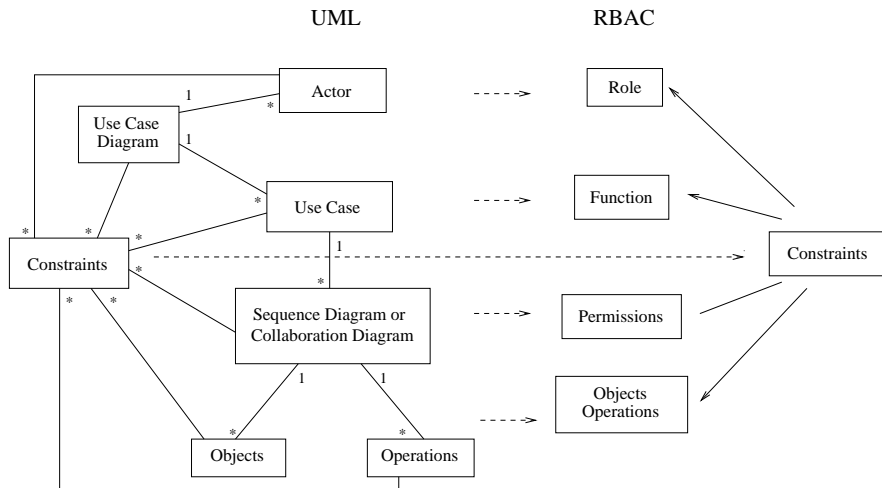 UML
RBAC
Actor
Role
1
*
Use Case
Diagram
1
*
Use Case
Function
*
*
*
Constraints
*
1
Constraints
*
*
*
Sequence Diagram or
Collaboration Diagram
Permissions
1
1
Objects
Operations
*
*
Objects
Operations